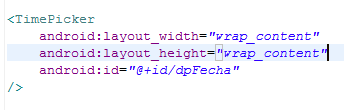 <TimePicker
android:layout_width="wrap_content"
android:layout_height="wrap_content"
android:id="@+id/dpFecha"
/>